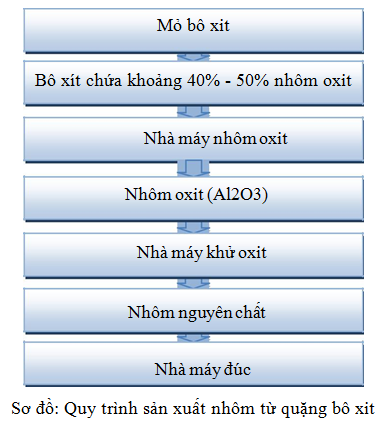 Mỏ bô xit
Bô xít chứa khoảng 40% - 50% nhôm oxit
Nhà máy nhôm oxit
Nhôm oxit (Al2O3)
Nhà máy khử oxit
Nhôm nguyên chất
Nhà máy đúc
Sơ đồ: Quy trình sản xuất nhôm từ quặng bô xit